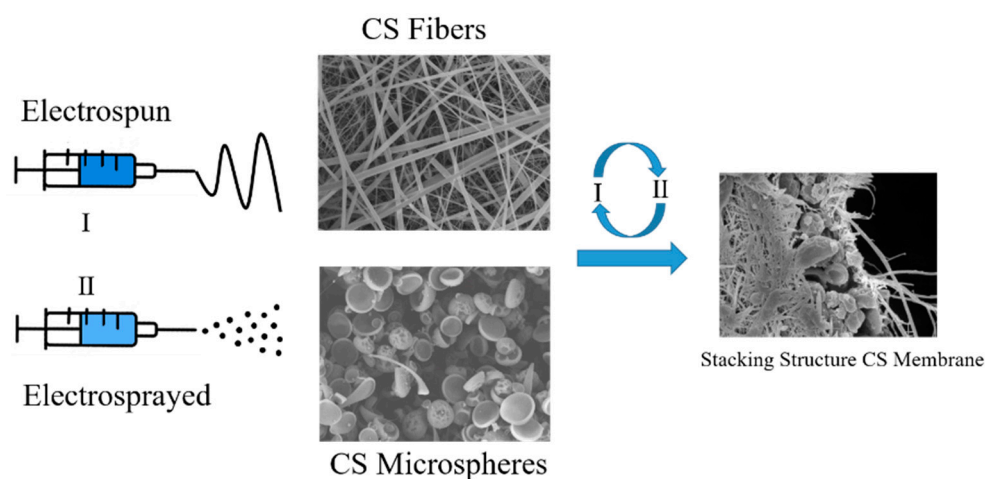 CS Fibers
Electrospun
I
I II
II
Electrosprayed
CS Microspheres
Stacking Structure CS Membrane